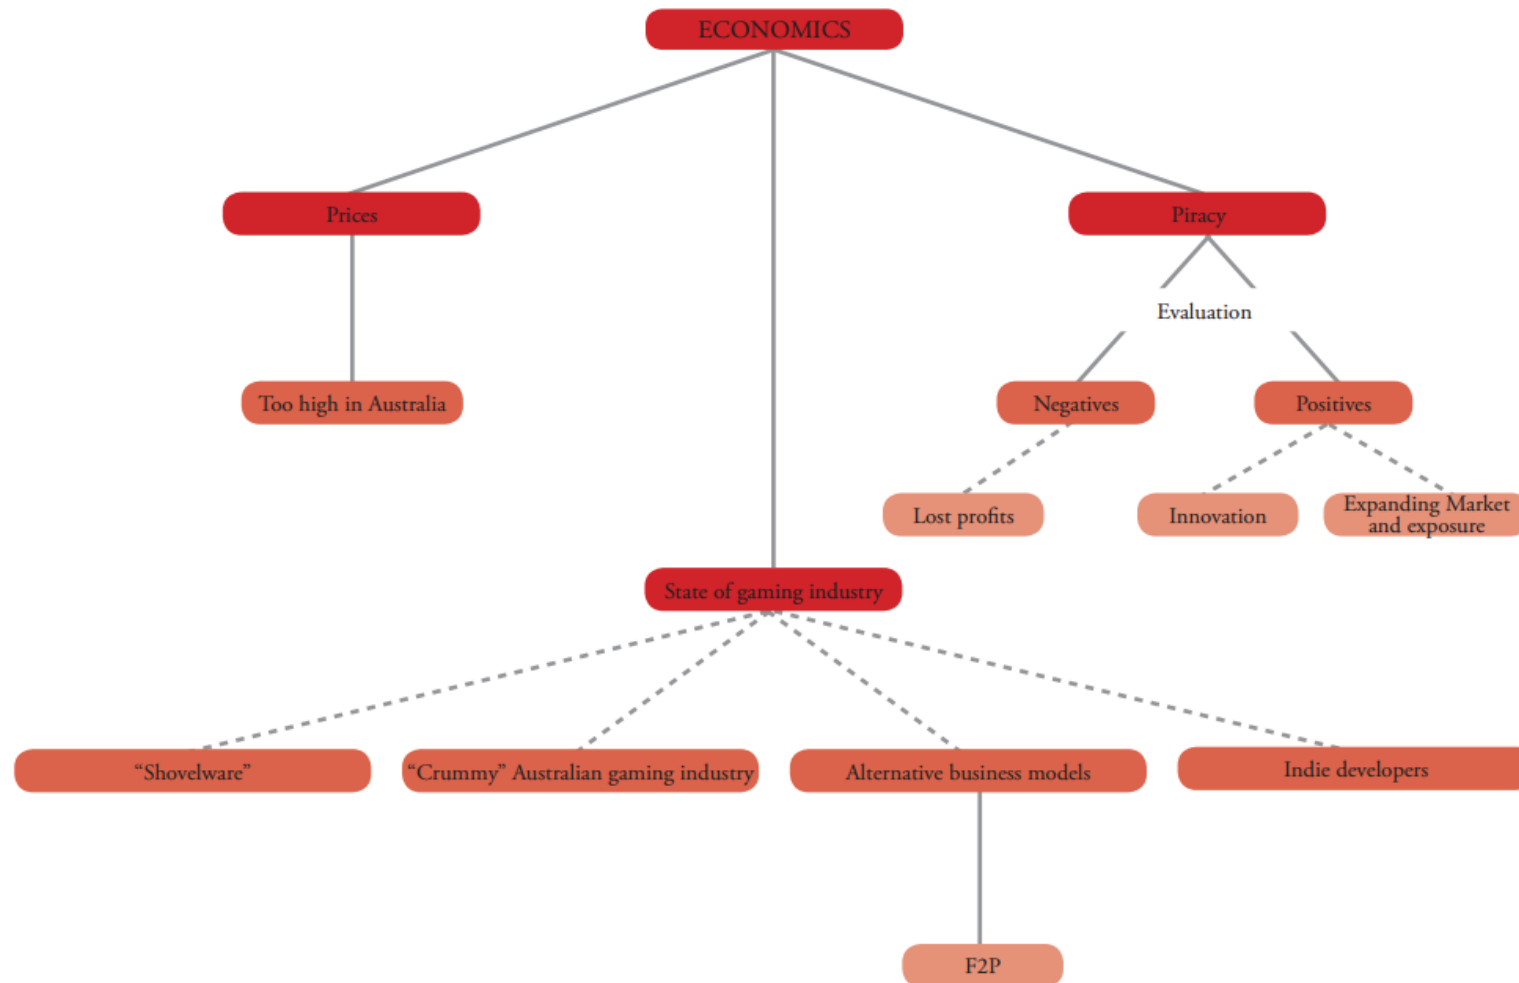 ECONOMICS
Prices
Piracy
Evaluation
Too high in Australia
Negatives
Positives
Lost profits
Innovation
Expanding Market
and exposure
State of gaming industry
“Shovelware”
“Crummy” Australian gaming industry
Alternative business models
Indie developers
F2P